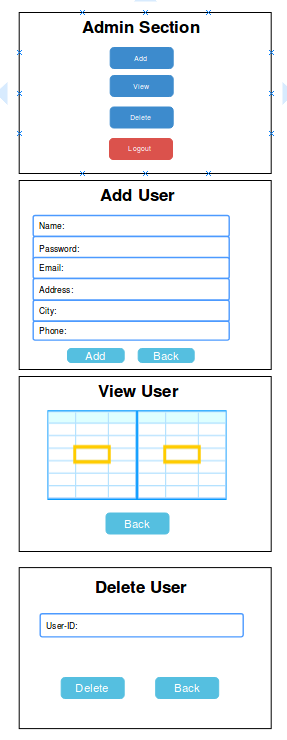 Admin Section
Add
View
Delete
Logout
Add User
Name:
Password:
Email:
Address:
City:
Phone:
Add Back
View User
Back
Delete User
User-ID:
Delete Back